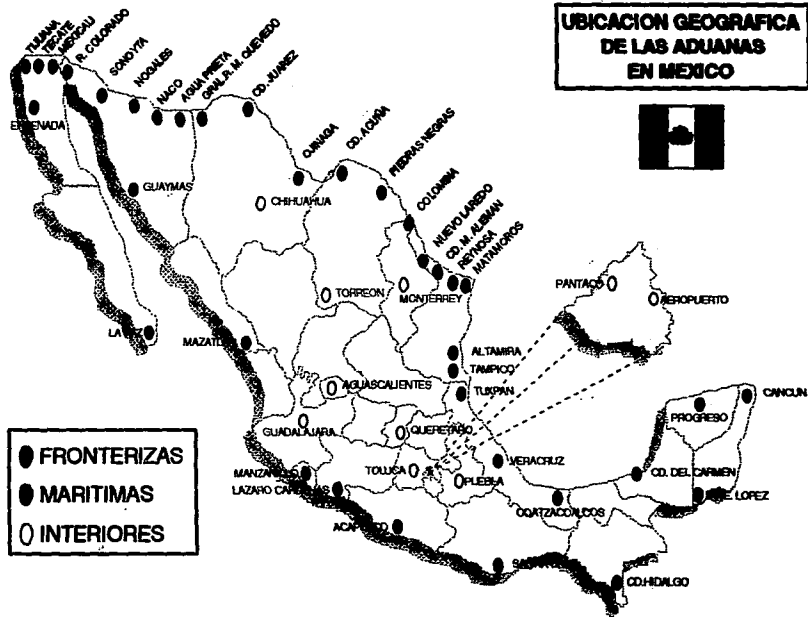 UBICACION GEOGRAFICA
DE LAS ADUANAS
EN MEXICO
TIJUANA
TECATE
MEXICALI
R. COLORADO
SONOYTA
NOGALES
NACO
AGUA PRIETA
GRAL.R. M. QUEVEDO
CD. JUAREZ
OJINAGA
CD. ACUÑA
PIEDRAS NEGRAS
COLOMBIA
NUEVO LAREDO
CD. M. ALEMAN
REYNOSA
MATAMOROS
ENSENADA
GUAYMAS
CHIHUAHUA
TORREON
MONTERREY
PANTACO
AEROPUERTO
LA PAZ
MAZATLAN
ALTAMIRA
TAMPICO
TUXPAN
AGUASCALIENTES
GUADALAJARA
QUERETARO
CANCUN
PROGRESO
MANZANILLO
LAZARO CARDENAS
TOLUCA
PUEBLA
VERACRUZ
CD. DEL CARMEN
LOPEZ
COATZACOALCOS
ACAPULCO
CD.HIDALGO
FRONTERIZAS
MARITIMAS
INTERIORES